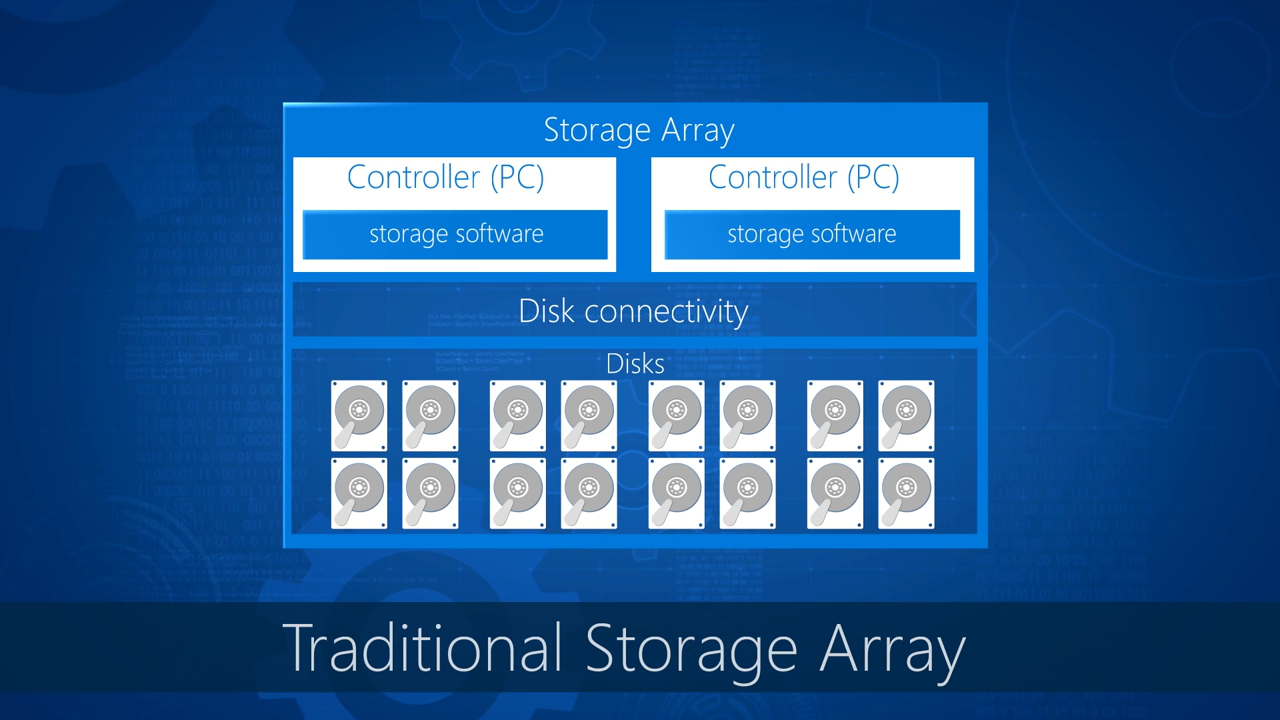 Storage Array
Controller (PC)
Controller (PC)
storage software
storage software
Disk connectivity
Disks
Traditional Storage Array